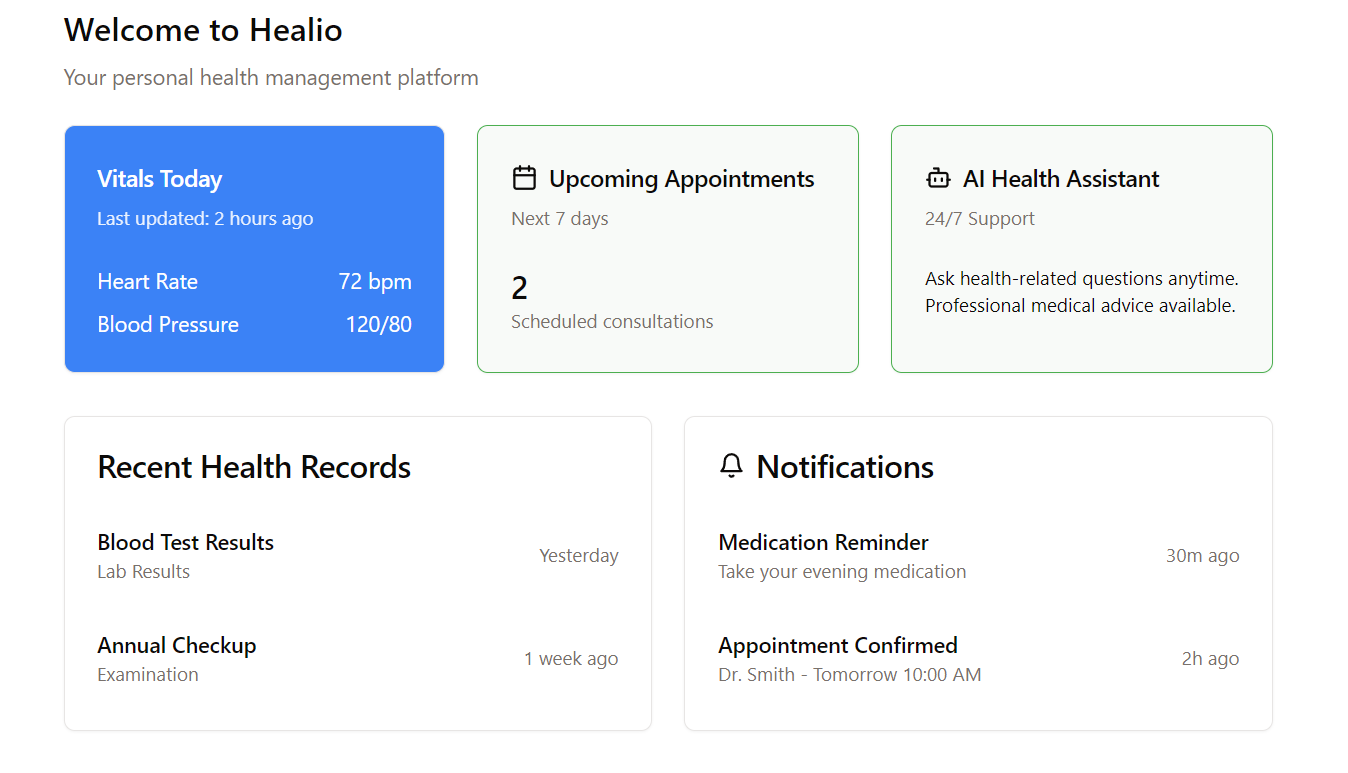 Welcome to Healio
Your personal health management platform
Vitals Today
Last updated: 2 hours ago
Heart Rate 72 bpm
Blood Pressure 120/80
Upcoming Appointments
Next 7 days
2
Scheduled consultations
AI Health Assistant
24/7 Support
Ask health-related questions anytime.
Professional medical advice available.
Recent Health Records
Blood Test Results
Lab Results
Yesterday
Annual Checkup
Examination
1 week ago
Notifications
Medication Reminder
Take your evening medication
30m ago
Appointment Confirmed
Dr. Smith - Tomorrow 10:00 AM
2h ago